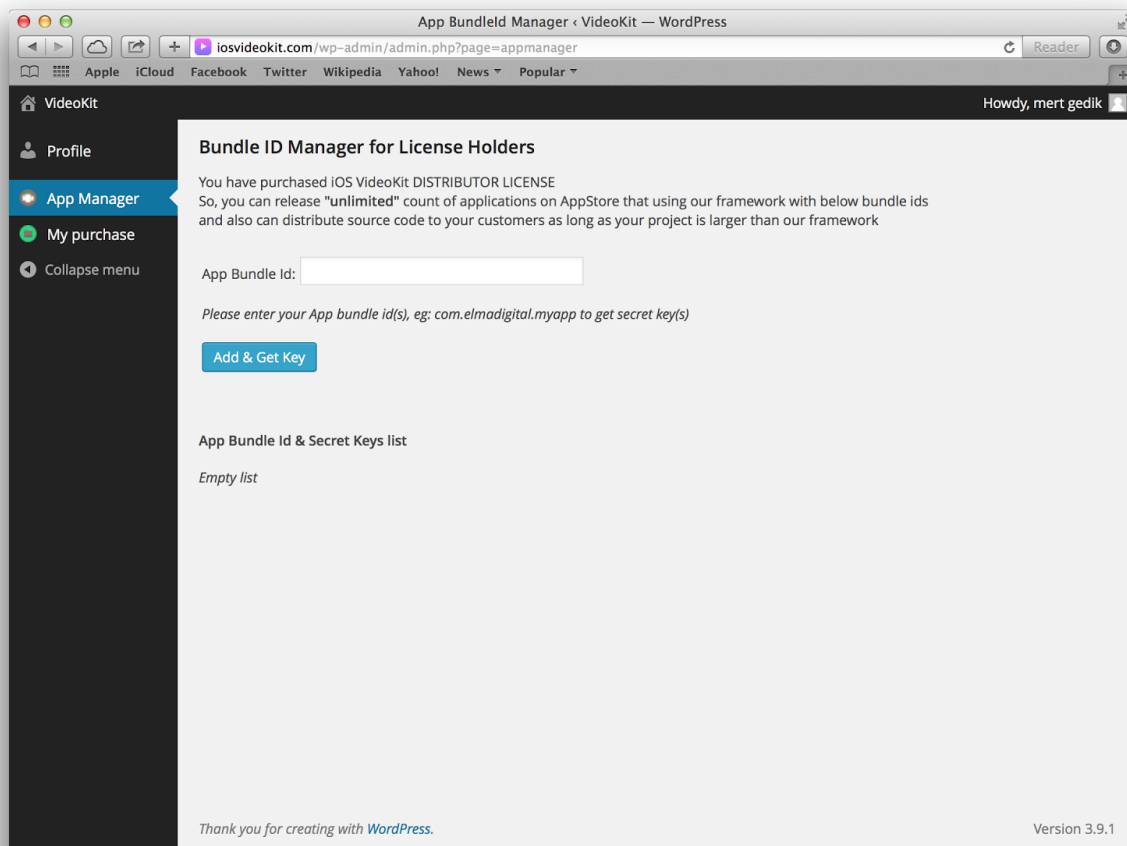 App BundleId Manager ‹ VideoKit — WordPress
iosvideokit.com/wp-admin/admin.php?page=appmanager
Reader
Apple iCloud Facebook Twitter Wikipedia Yahoo! News Popular
VideoKit
Howdy, mert gedik
Profile
App Manager
My purchase
Collapse menu
Bundle ID Manager for License Holders
You have purchased iOS VideoKit DISTRIBUTOR LICENSE
So, you can release "unlimited" count of applications on AppStore that using our framework with below bundle ids
and also can distribute source code to your customers as long as your project is larger than our framework
App Bundle Id:
Please enter your App bundle id(s), eg: com.elmadigital.myapp to get secret key(s)
Add & Get Key
App Bundle Id & Secret Keys list
Empty list
Thank you for creating with WordPress.
Version 3.9.1